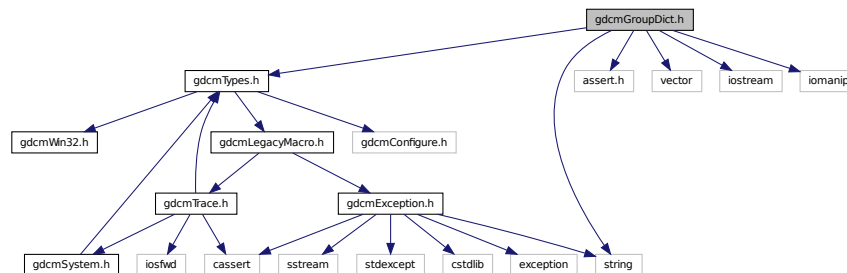 gdcmGroupDict.h
gdcmTypes.h
assert.h
vector
iostream
iomanip
gdcmWin32.h
gdcmLegacyMacro.h
gdcmConfigure.h
gdcmTrace.h
gdcmException.h
gdcmSystem.h
iosfwd
cassert
sstream
stdexcept
cstdlib
exception
string